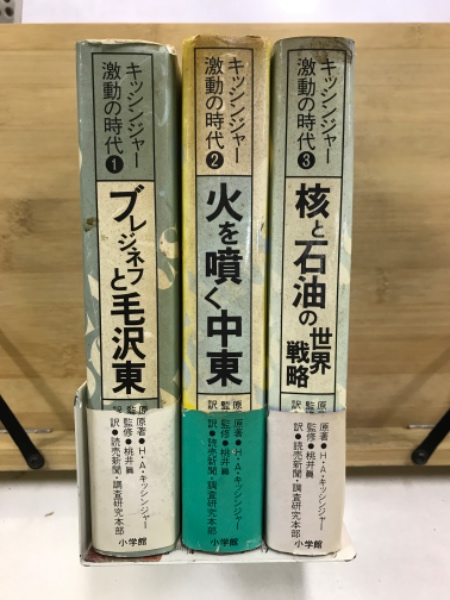 キッシンジャー
激動の時代❶
ブレジネフと毛沢東
原著●H・A・キッシンジャー
監修●桃井眞
訳●読売新聞・調査研究本部
小学館
キッシンジャー
激動の時代❷
火を噴く中東
原著●H・A・キッシンジャー
監修●桃井眞
訳●読売新聞・調査研究本部
小学館
キッシンジャー
激動の時代❸
核と石油の世界戦略
原著●H・A・キッシンジャー
監修●桃井眞
訳●読売新聞・調査研究本部
小学館